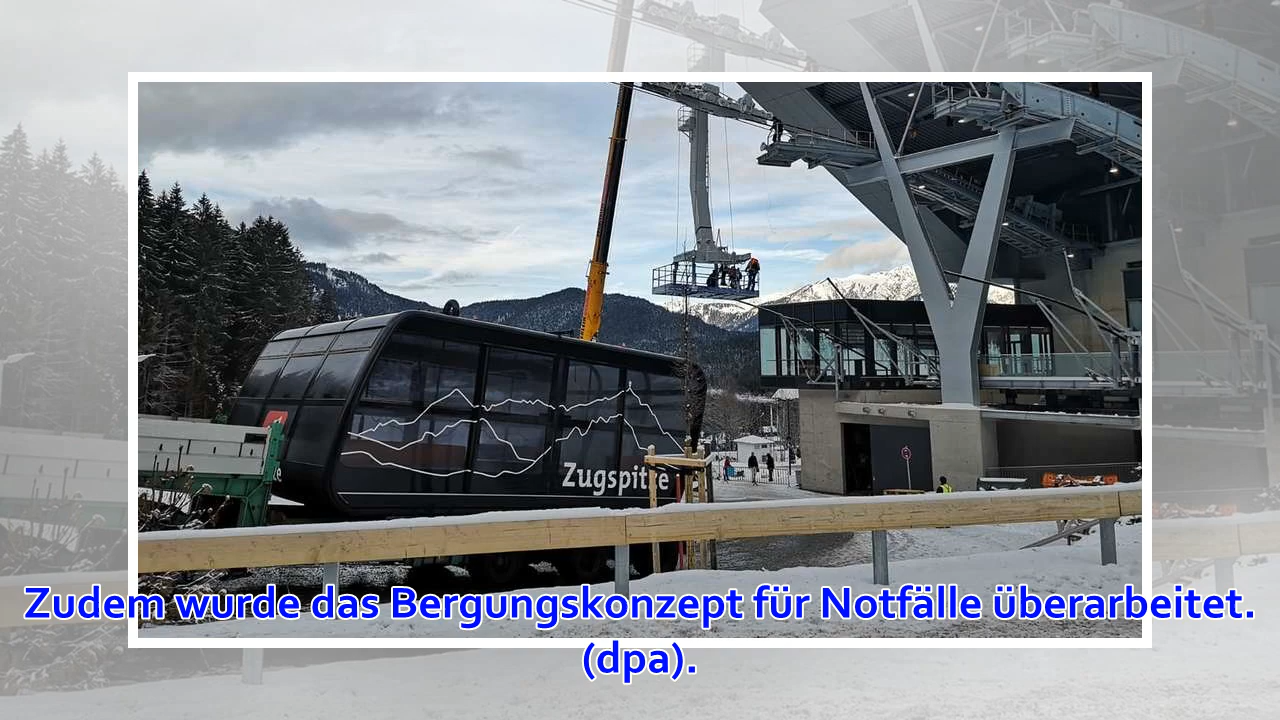 Zugspitze
Zudem wurde das Bergungskonzept für Notfälle überarbeitet.
(dpa).